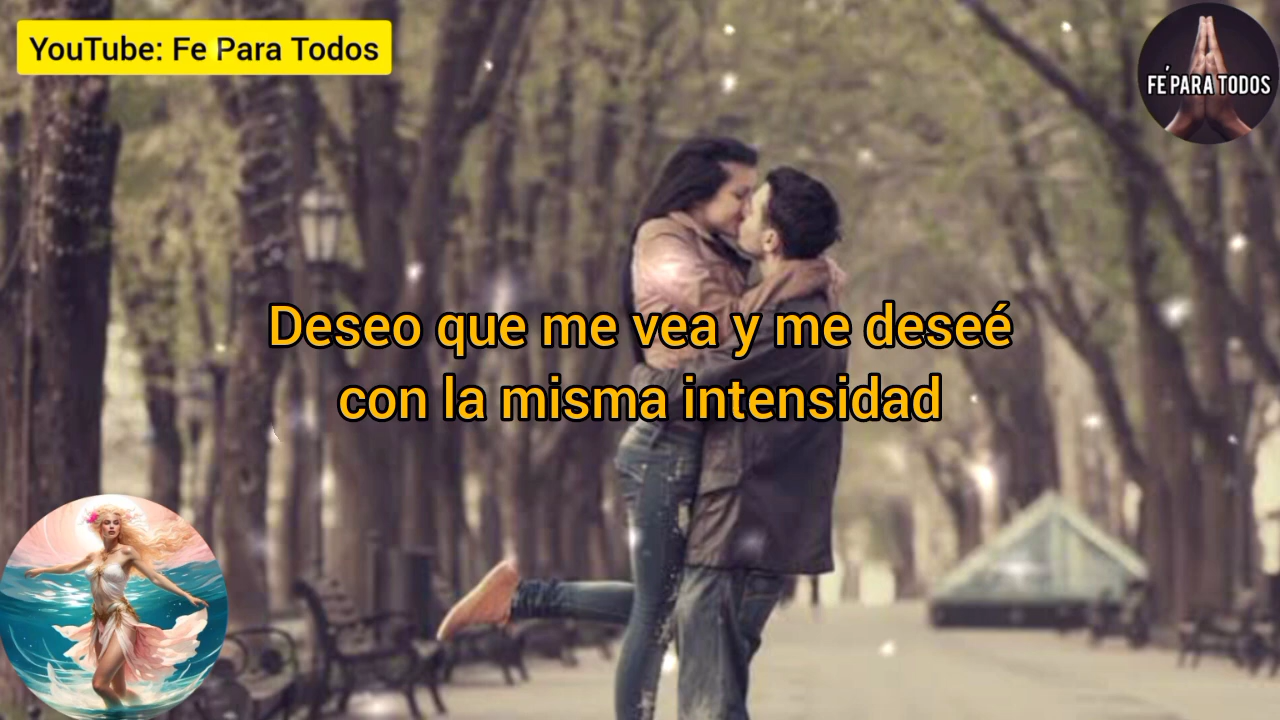 YouTube: Fe Para Todos
FÉ PARA TODOS
Deseo que me vea y me deseé
con la misma intensidad